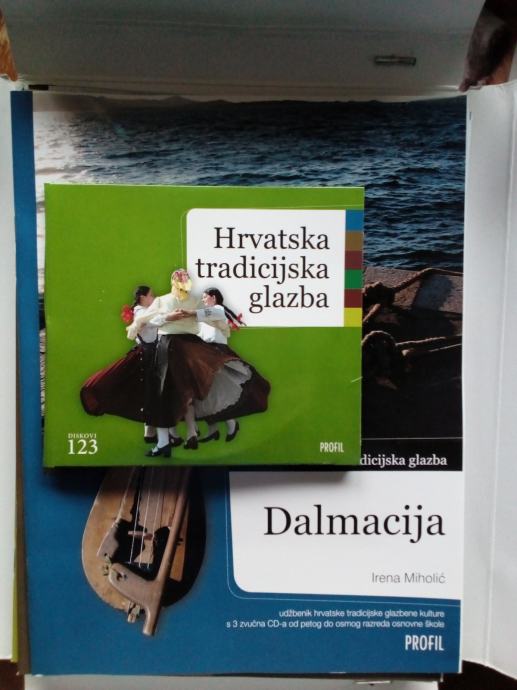 Hrvatska
tradicijska
glazba
DISKOVI
123
PROFIL
dicijska glazba
Dalmacija
Irena Miholić
udžbenik hrvatske tradicijske glazbene kulture
s 3 zvučna CD-a od petog do osmog razreda osnovne škole
PROFIL